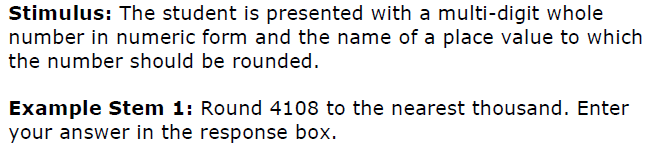 Stimulus: The student is presented with a multi-digit whole
number in numeric form and the name of a place value to which
the number should be rounded.
Example Stem 1: Round 4108 to the nearest thousand. Enter
your answer in the response box.